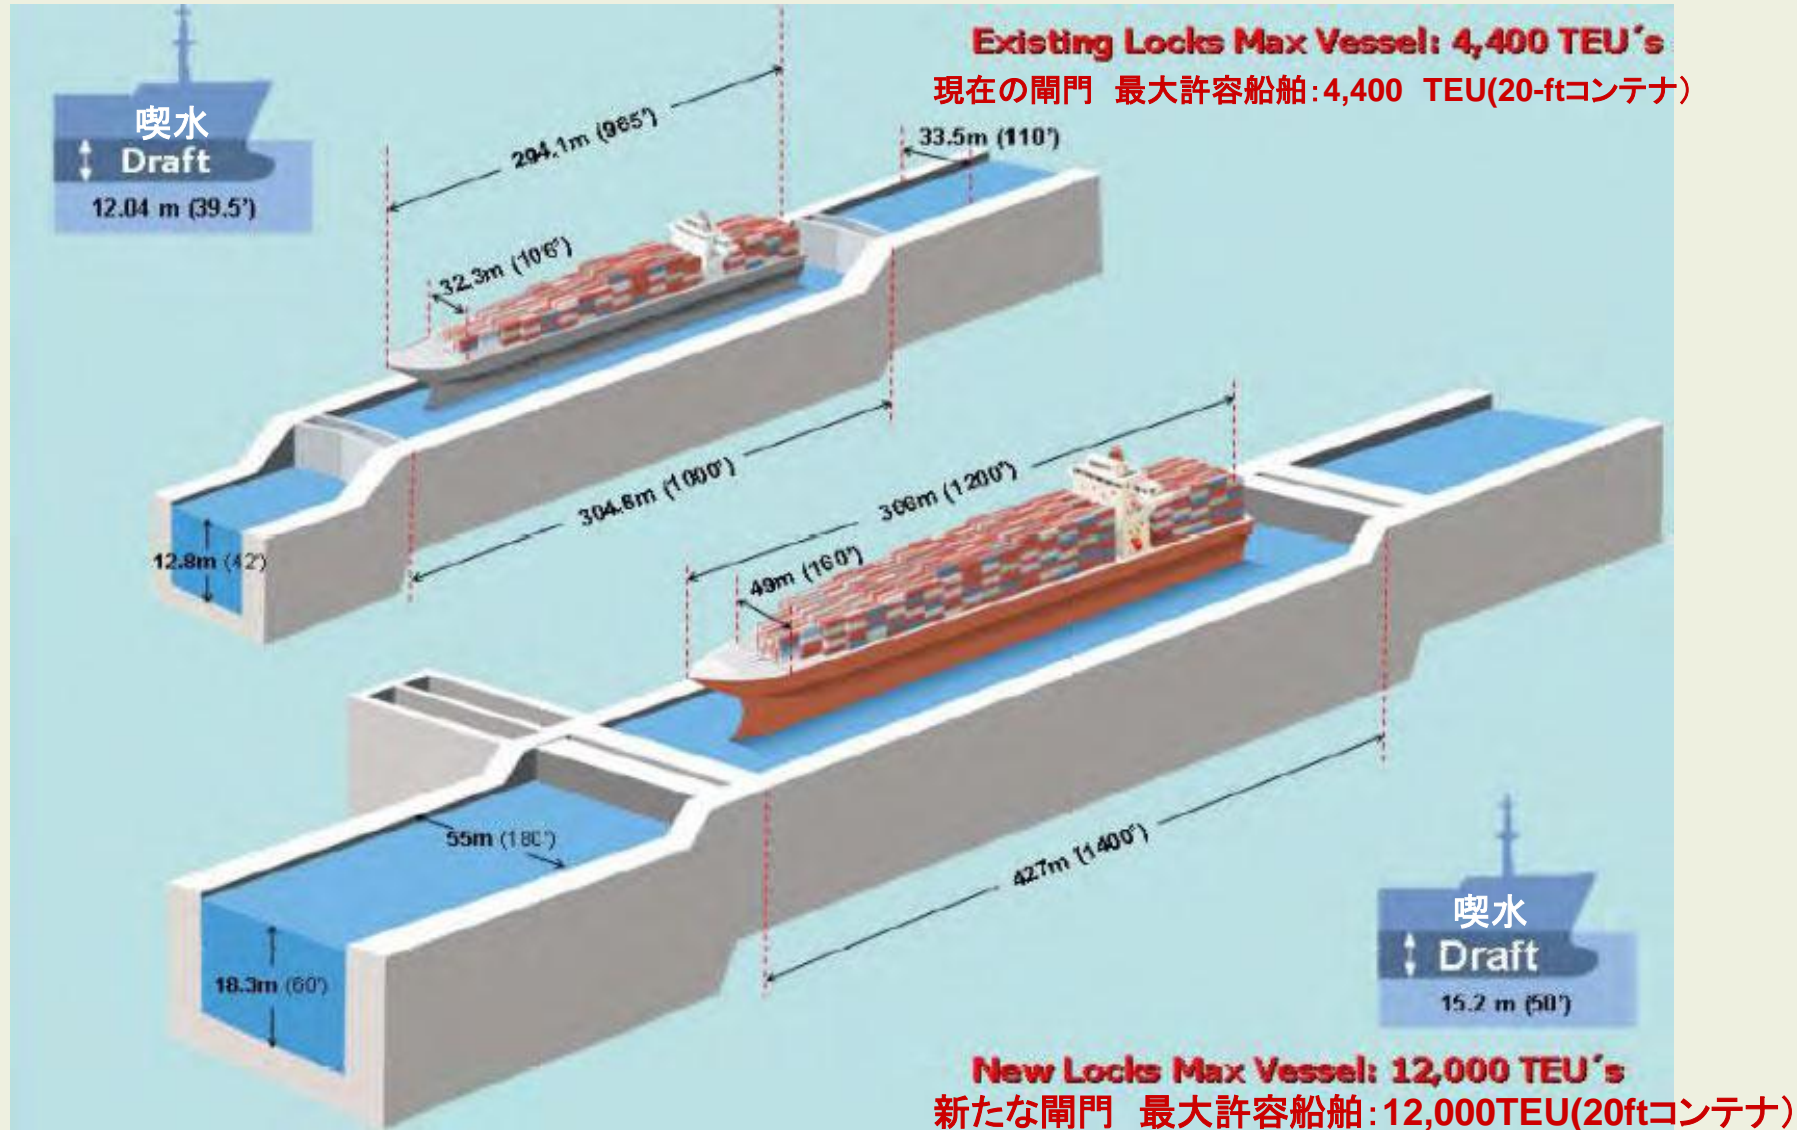 Existing Locks Max Vessel: 4,400 TEU´s
現在の閘門 最大許容船舶:4,400 TEU(20-ftコンテナ)
喫水
Draft
12.04 m (39.5')
294.1m (965')
33.5m (110')
32.3m (106')
304.8m (1000')
12.8m (42')
306m (1200')
49m (160')
55m (180')
427m (1400')
18.3m (60')
喫水
Draft
15.2 m (50')
New Locks Max Vessel: 12,000 TEU´s
新たな閘門 最大許容船舶:12,000TEU(20ftコンテナ)